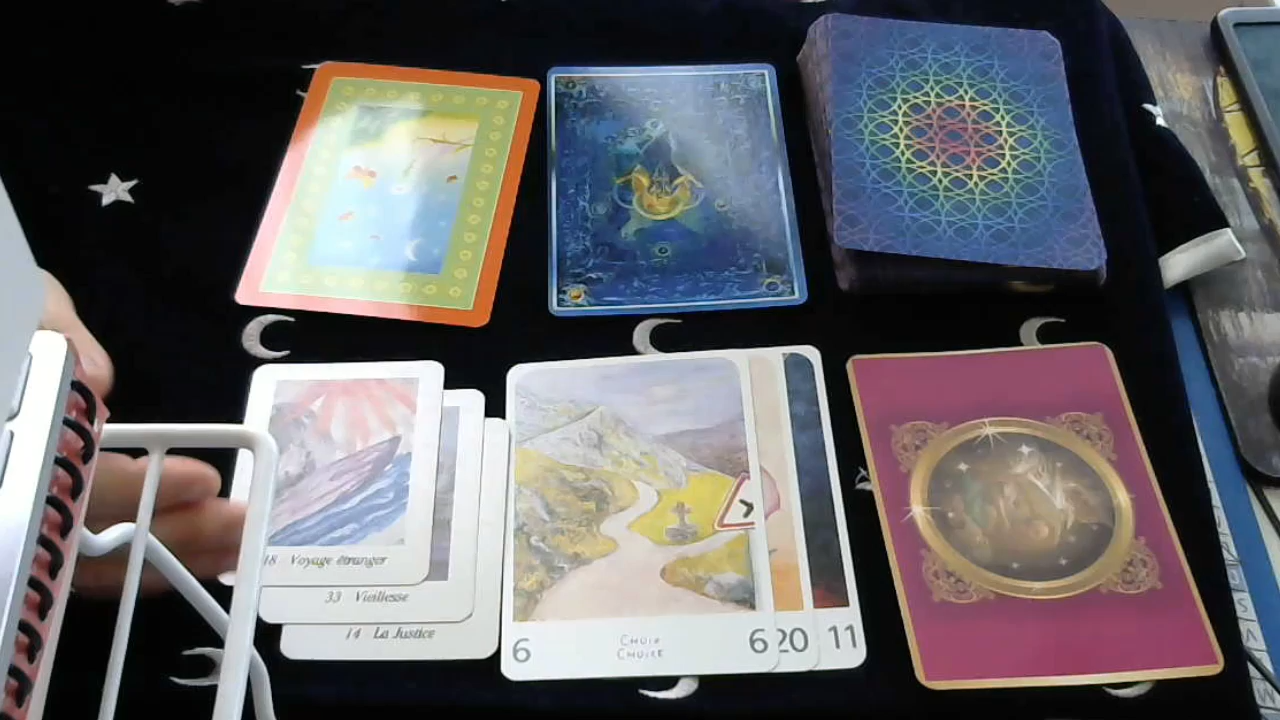 18 Voyage étranger
33 Vieillesse
14 La Justice
6 CHOIX CHOICE 6
20
11